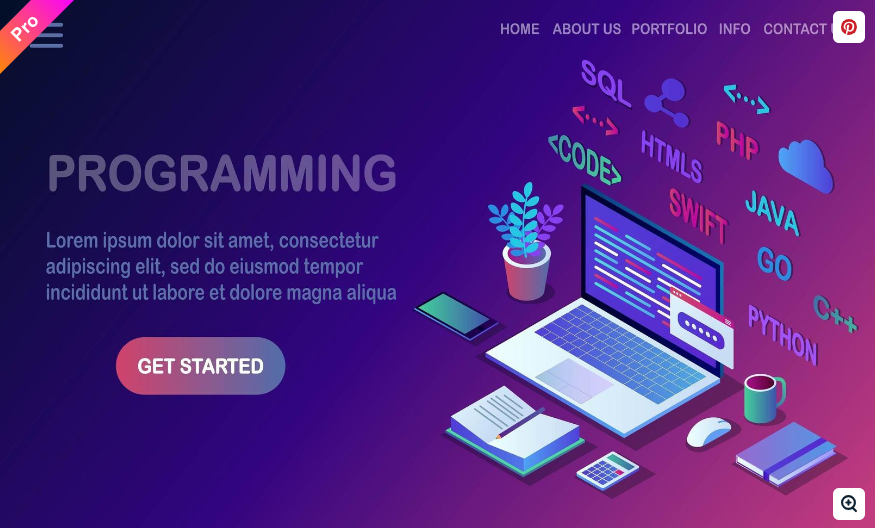 Pro
HOME ABOUT US PORTFOLIO INFO CONTACT
SQL
<···>
<···>
PHP
<CODE>
HTMLS
PROGRAMMING
SWIFT
JAVA
Lorem ipsum dolor sit amet, consectetur
adipiscing elit, sed do eiusmod tempor
incididunt ut labore et dolore magna aliqua
GO
C++
PYTHON
GET STARTED